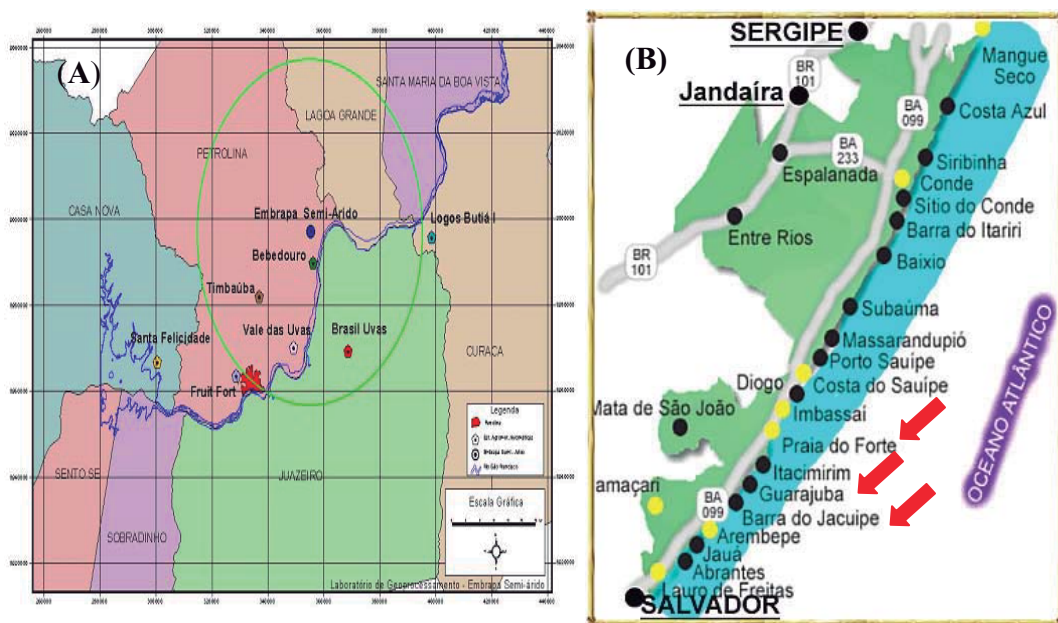 (A)
SANTA MARIA DA BOA VISTA
LAGOA GRANDE
PETROLINA
CASA NOVA
Embrapa Semi-Árido
Logos Butiá I
Bebedouro
Timbaúba
Santa Felicidade
Vale das Uvas
Brasil Uvas
Fruit Fort
CURAÇA
Legenda
SENTO SE
JUAZEIRO
SOBRADINHO
Escala Gráfica
Laboratório de Geoprocessamento - Embrapa Semi-árido
(B)
SERGIPE
Mangue
Seco
BR
101
Jandaíra
BA
099
Costa Azul
BA
233
Espalanada
Siribinha
Conde
Sítio do Conde
Entre Rios
Barra do Itariri
BR
101
Baixio
Subaúma
Massarandupió
Porto Sauípe
Diogo
Costa do Sauípe
Mata de São João
Imbassaí
Praia do Forte
Itacimirim
amaçari
Guarajuba
BA
099
Barra do Jacuipe
Arembepe
Jauá
Abrantes
Lauro de Freitas
SALVADOR
OCEANO ATLÂNTICO